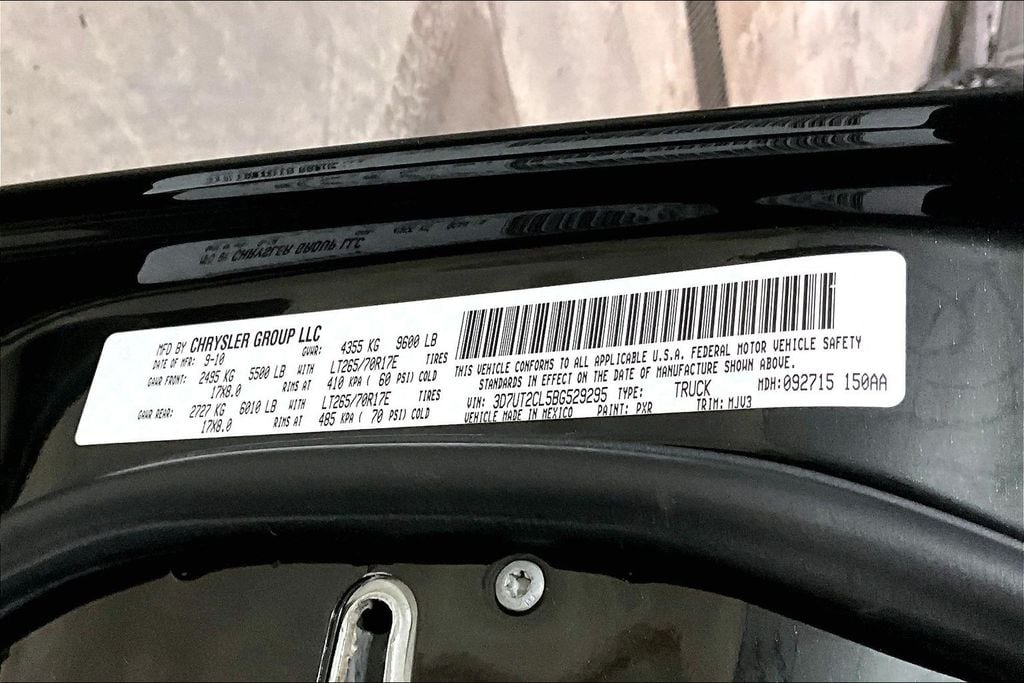 MFD BY CHRYSLER GROUP LLC
DATE OF MFR: 9-10 GVWR: 4355 KG 9600 LB
GAWR FRONT: 2495 KG 5500 LB WITH LT265/70R17E TIRES
17X8.0 RIMS AT 410 KPA ( 60 PSI) COLD
GAWR REAR: 2727 KG 6010 LB WITH LT265/70R17E TIRES
17X8.0 RIMS AT 485 KPA ( 70 PSI) COLD
THIS VEHICLE CONFORMS TO ALL APPLICABLE U.S.A. FEDERAL MOTOR VEHICLE SAFETY
STANDARDS IN EFFECT ON THE DATE OF MANUFACTURE SHOWN ABOVE.
VIN: 3D7UT2CL5BG529295 TYPE: TRUCK MDH:092715 150AA
VEHICLE MADE IN MEXICO PAINT: PXR TRIM: MJV3